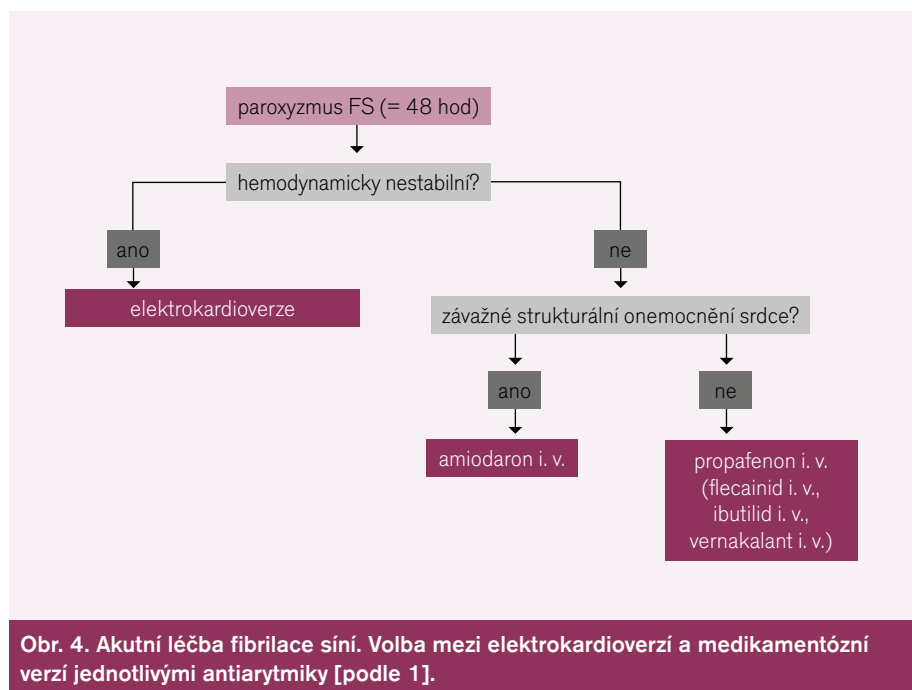 paroxyzmus FS (= 48 hod)
hemodynamicky nestabilní?
ano
ne
elektrokardioverze
závažné strukturální onemocnění srdce?
ano
ne
amiodaron i. v.
propafenon i. v.
(flecainid i. v.,
ibutilid i. v.,
vernakalant i. v.)
Obr. 4. Akutní léčba fibrilace síní. Volba mezi elektrokardioverzí a medikamentózní
verzí jednotlivými antiarytmiky [podle 1].